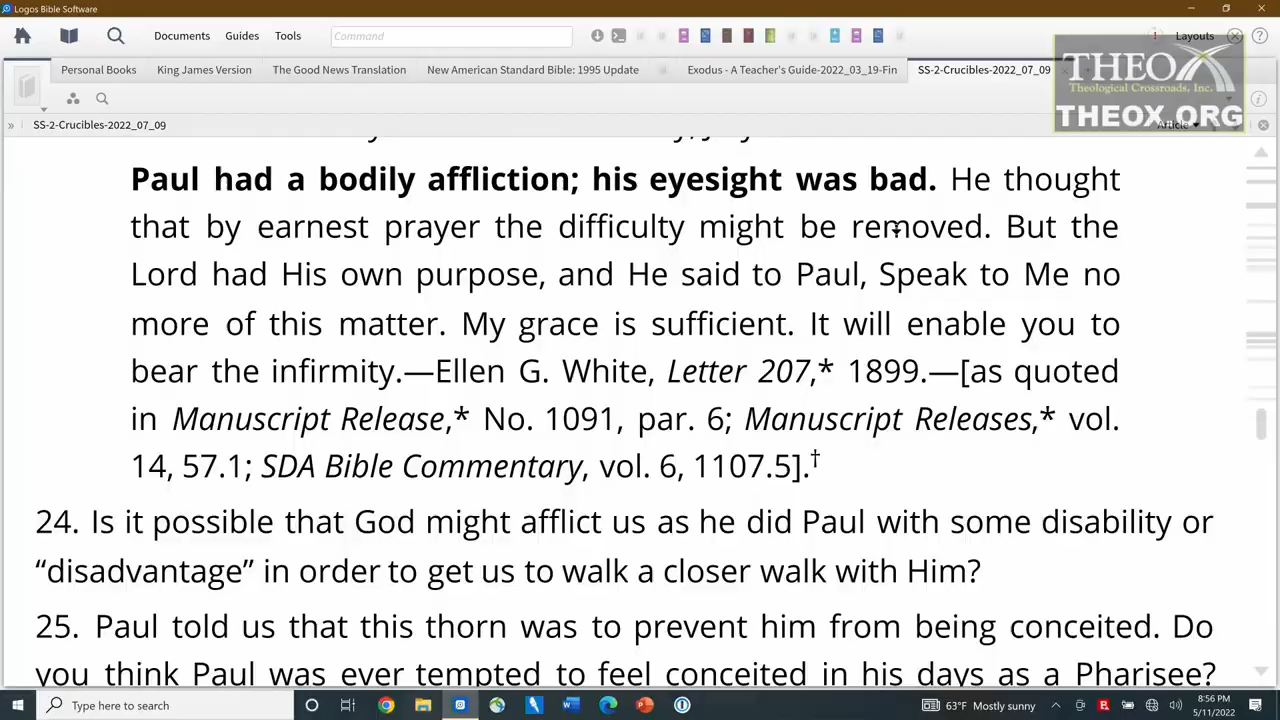 Logos Bible Software
Documents Guides Tools Command Layouts
THEOX
Theological Crossroads, Inc.
THEOX.ORG
Personal Books King James Version The Good News Translation New American Standard Bible: 1995 Update Exodus - A Teacher's Guide-2022_03_19-Fin SS-2-Crucibles-2022_07_09
SS-2-Crucibles-2022_07_09 Article
Paul had a bodily affliction; his eyesight was bad. He thought
that by earnest prayer the difficulty might be removed. But the
Lord had His own purpose, and He said to Paul, Speak to Me no
more of this matter. My grace is sufficient. It will enable you to
bear the infirmity.—Ellen G. White, Letter 207,* 1899.—[as quoted
in Manuscript Release,* No. 1091, par. 6; Manuscript Releases,* vol.
14, 57.1; SDA Bible Commentary, vol. 6, 1107.5].†
24. Is it possible that God might afflict us as he did Paul with some disability or
“disadvantage” in order to get us to walk a closer walk with Him?
25. Paul told us that this thorn was to prevent him from being conceited. Do
you think Paul was ever tempted to feel conceited in his days as a Pharisee?
Type here to search 63°F Mostly sunny 8:56 PM
5/11/2022